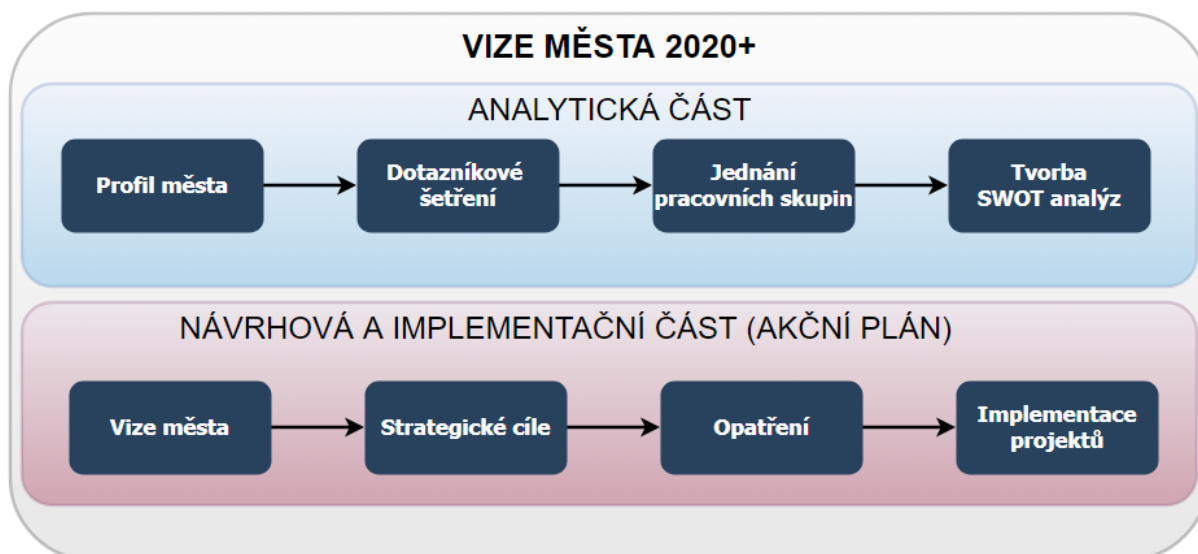 VIZE MĚSTA 2020+
ANALYTICKÁ ČÁST
Profil města
Dotazníkové
šetření
Jednání
pracovních skupin
Tvorba
SWOT analýz
NÁVRHOVÁ A IMPLEMENTAČNÍ ČÁST (AKČNÍ PLÁN)
Vize města
Strategické cíle
Opatření
Implementace
projektů